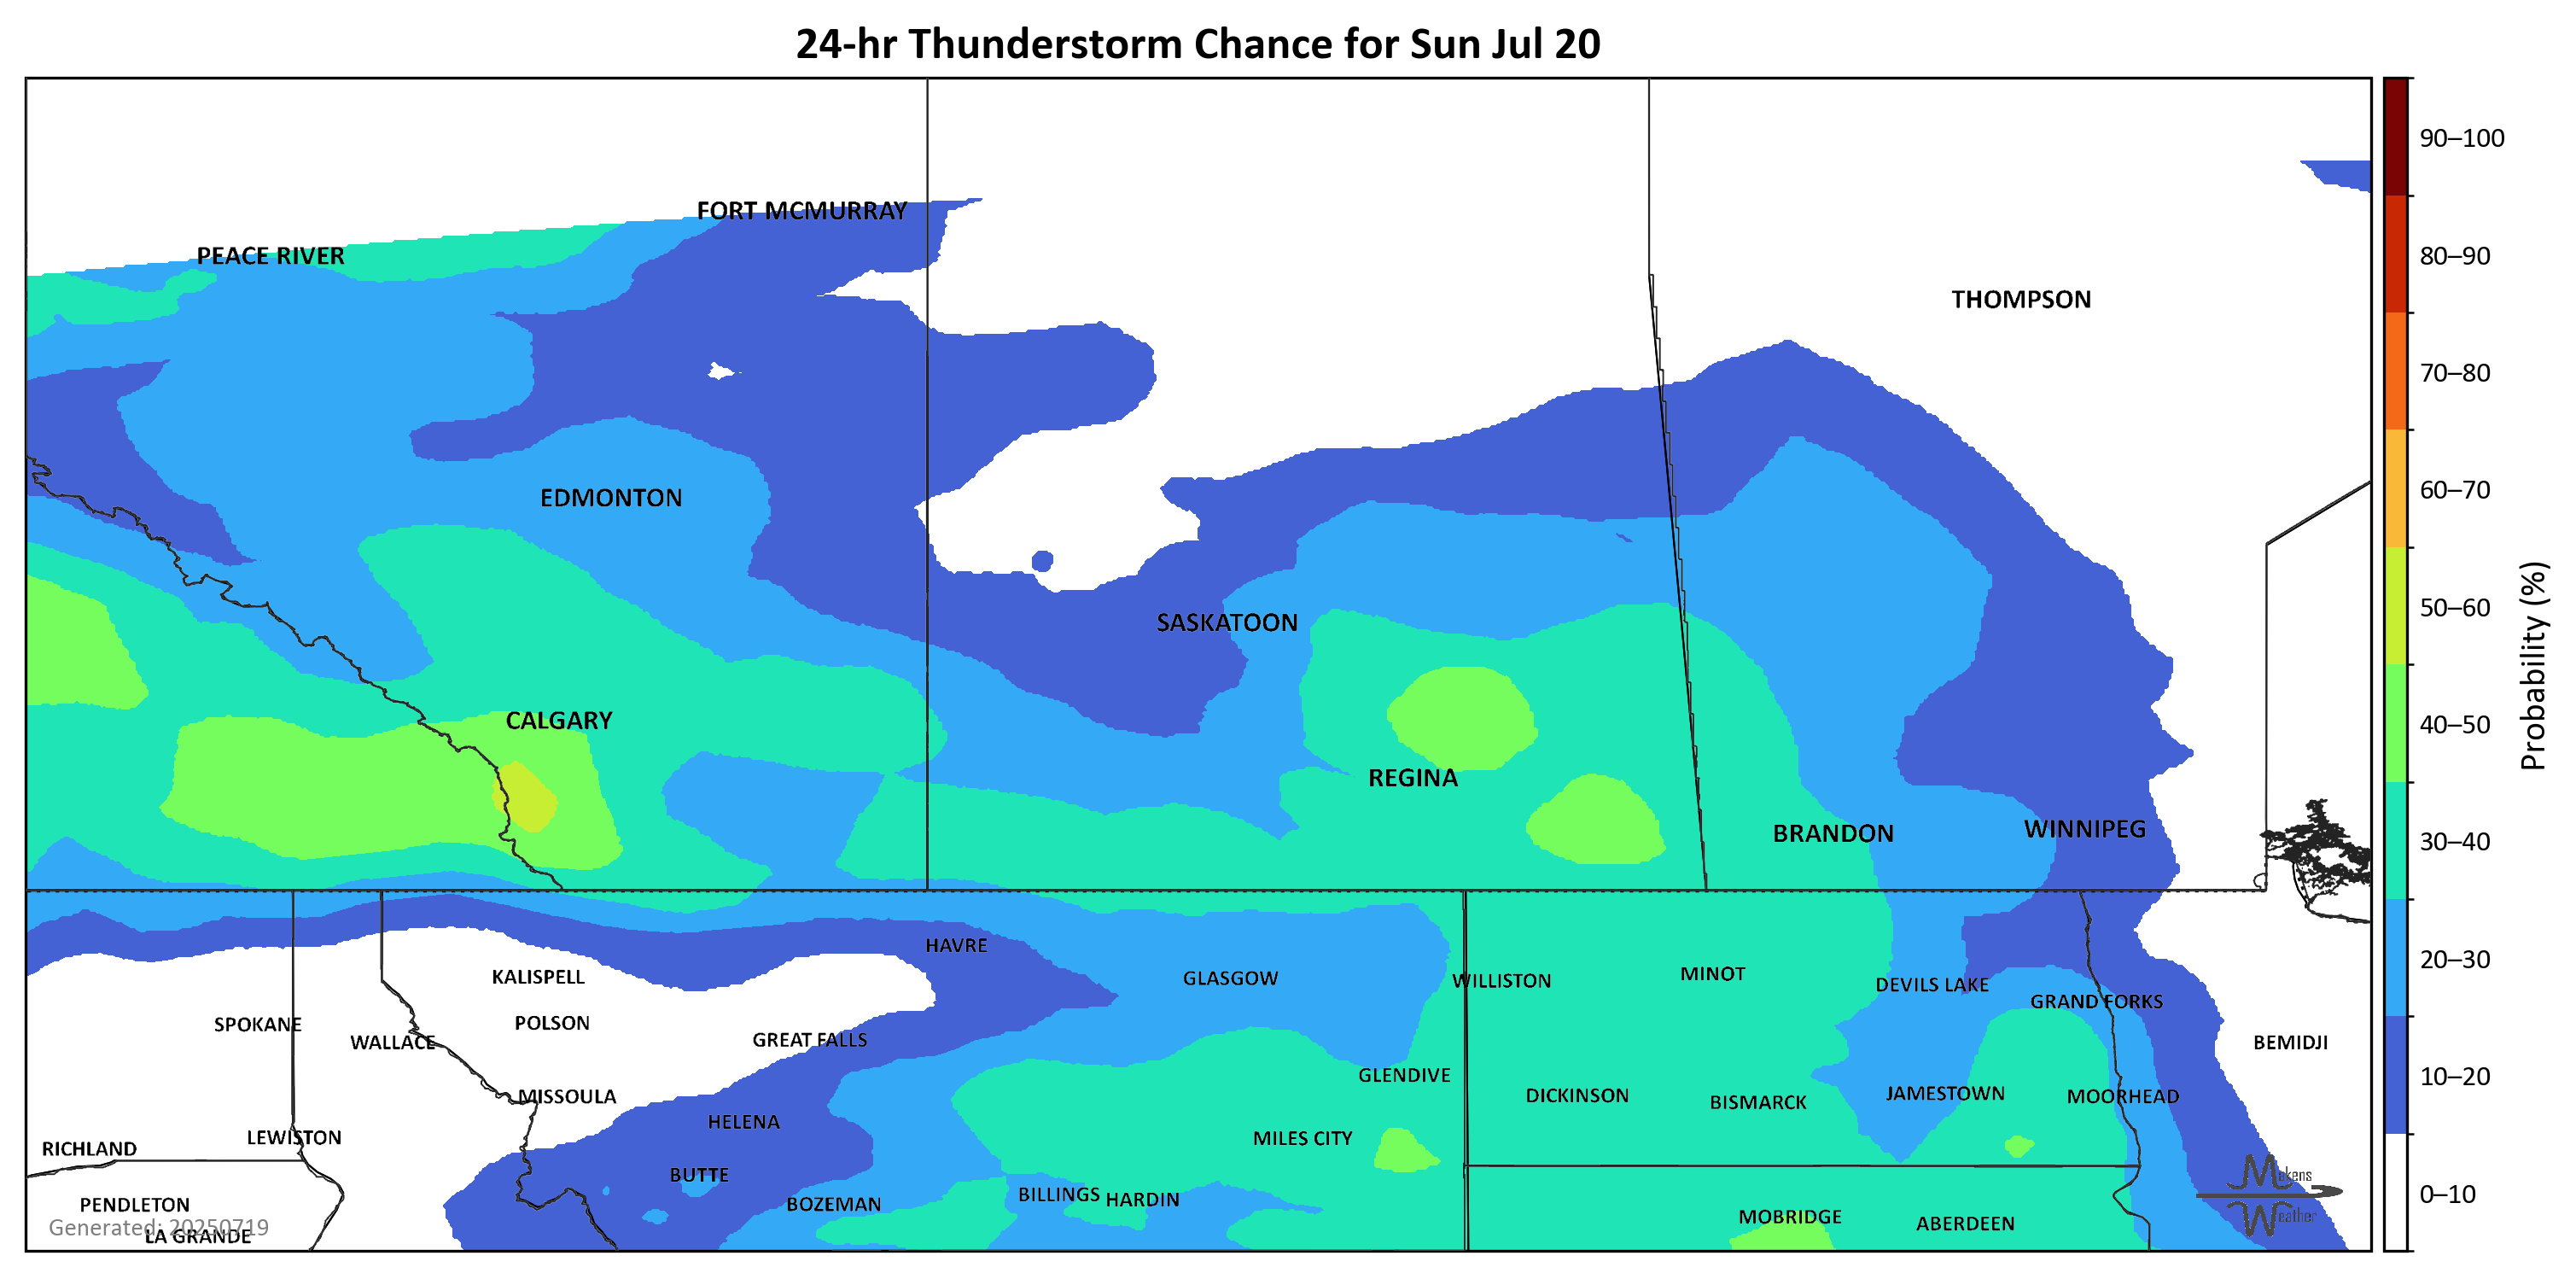 24-hr Thunderstorm Chance for Sun Jul 20
90–100
FORT MCMURRAY
PEACE RIVER
80–90
THOMPSON
70–80
EDMONTON
60–70
SASKATOON
50–60
Probability (%)
CALGARY
40–50
REGINA
BRANDON
WINNIPEG
30–40
HAVRE
KALISPELL
GLASGOW
WILLISTON
MINOT
DEVILS LAKE
20–30
GRAND FORKS
SPOKANE
POLSON
WALLACE
GREAT FALLS
BEMIDJI
GLENDIVE
10–20
MISSOULA
DICKINSON
BISMARCK
JAMESTOWN
MOORHEAD
HELENA
RICHLAND
LEWISTON
MILES CITY
BUTTE
Mekens
PENDLETON
BOZEMAN
BILLINGS
HARDIN
0–10
MOBRIDGE
ABERDEEN
Weather
Generated: 20250719
LA GRANDE